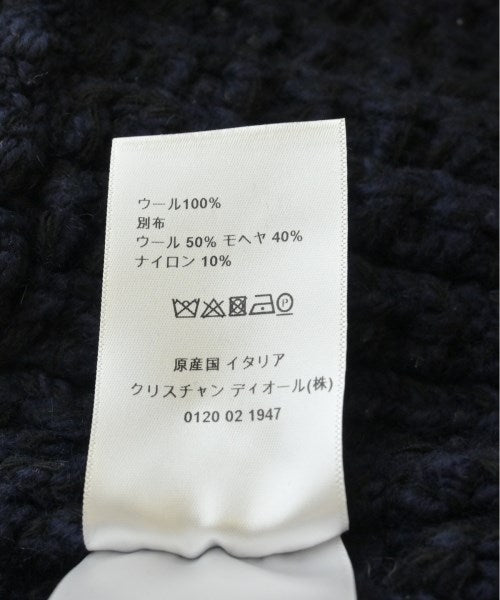 ウール100%
別布
ウール 50% モヘヤ 40%
ナイロン 10%
原産国 イタリア
クリスチャン ディオール(株)
0120 02 1947